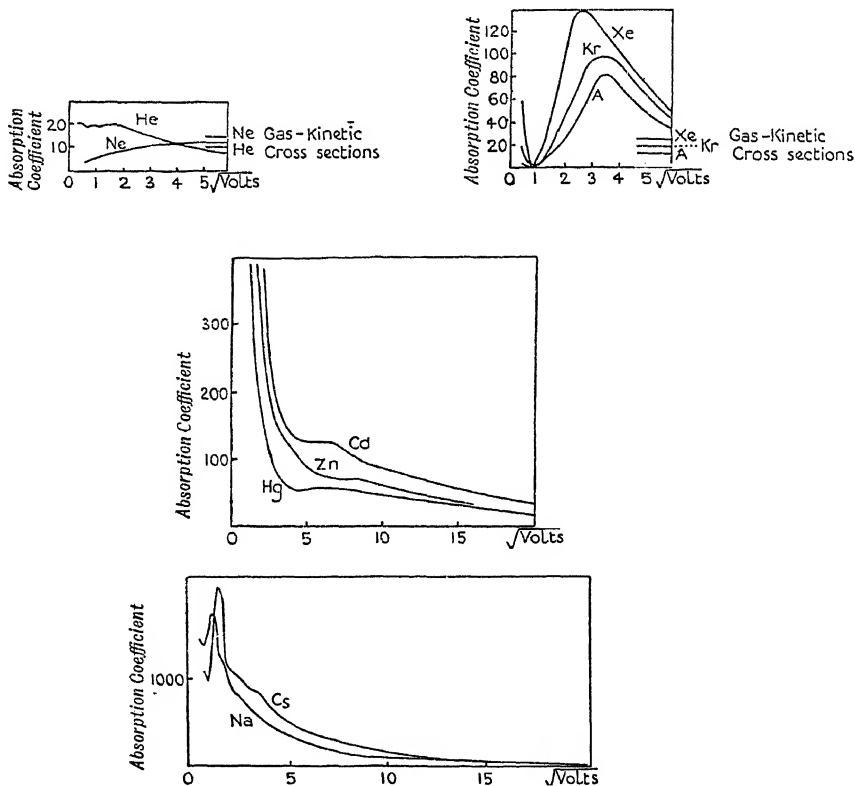 Absorption Coefficient
20
10
He
Ne
Ne Gas-Kinetic
He Cross sections
1 2 3 4 5 √Volts
Absorption Coefficient
120
100
80
60
40
20
Xe
Kr
A
Xe Gas-Kinetic
Kr
A Cross sections
0 1 2 3 4 5 √Volts
Absorption Coefficient
300
200
100
Cd
Zn
Hg
0 5 10 15 √Volts
Absorption Coefficient
1000
Cs
Na
0 5 10 15 √Volts